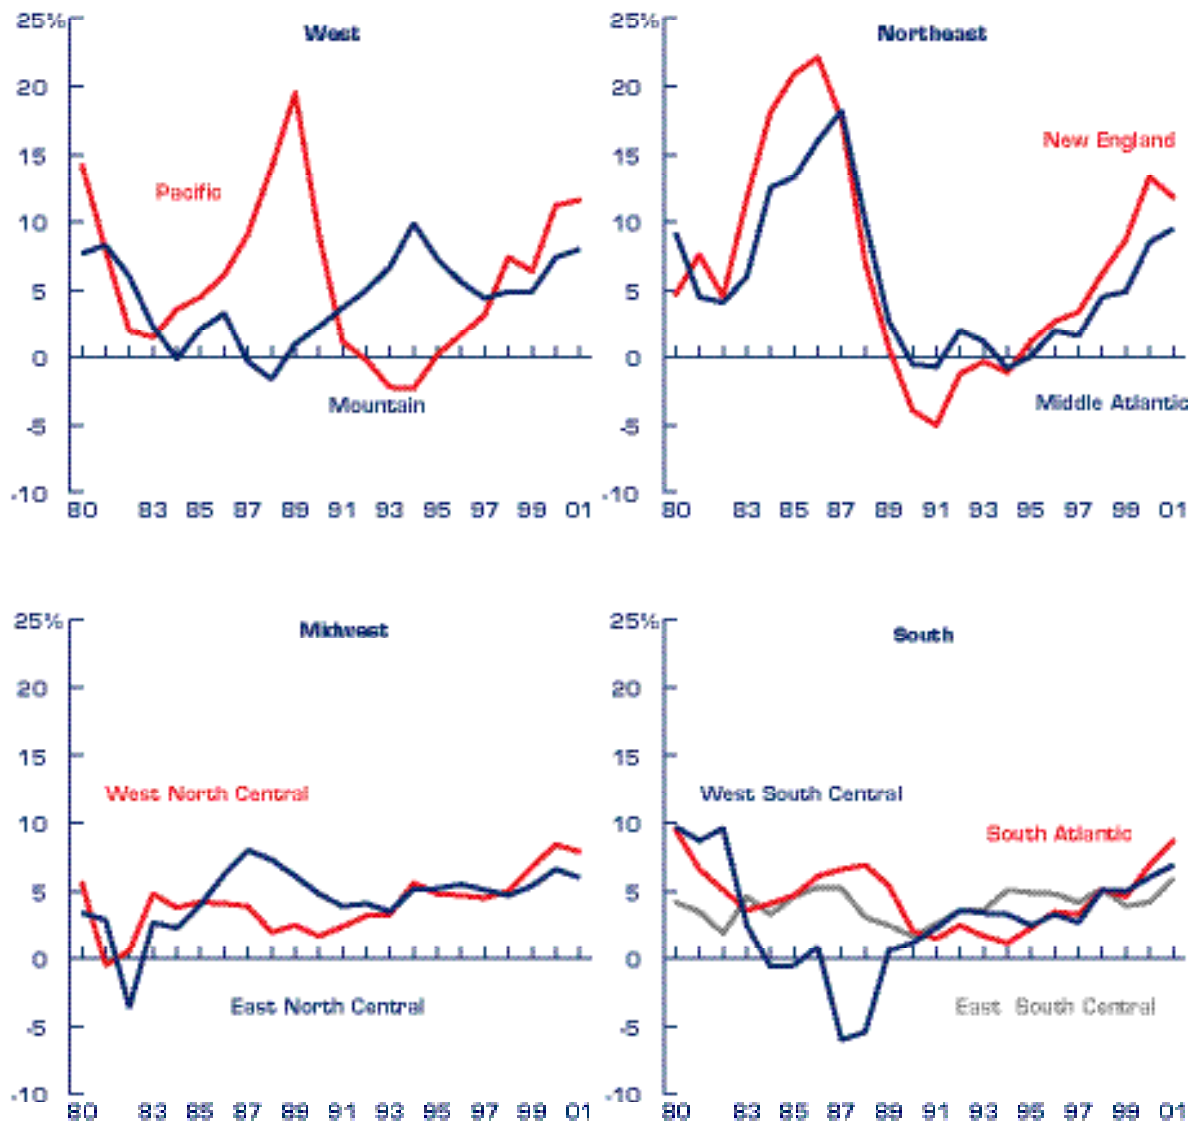 West
25%
20
15
10
5
0
-5
-10
Pacific
Mountain
80 83 85 87 89 91 93 95 97 99 01
Northeast
25%
20
15
10
5
0
-5
-10
New England
Middle Atlantic
80 83 85 87 89 91 93 95 97 99 01
Midwest
25%
20
15
10
5
0
-5
-10
West North Central
East North Central
80 83 85 87 89 91 93 95 97 99 01
South
25%
20
15
10
5
0
-5
-10
West South Central
South Atlantic
East South Central
80 83 85 87 89 91 93 95 97 99 01